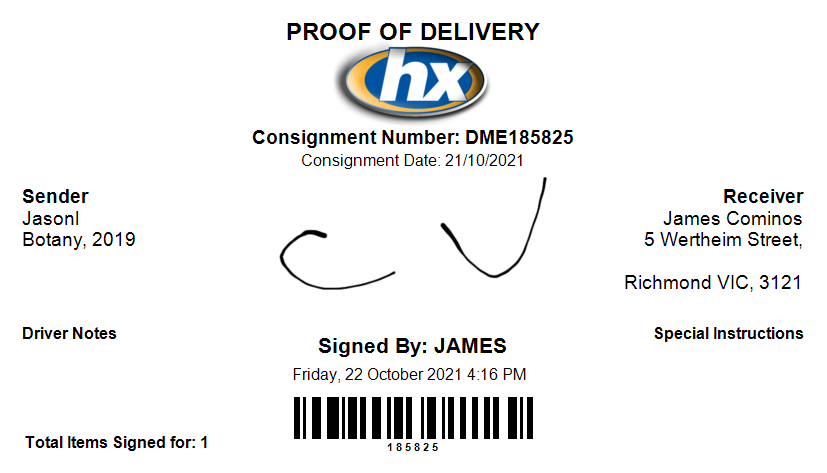 PROOF OF DELIVERY
hx
Consignment Number: DME185825
Consignment Date: 21/10/2021
Sender
JasonI
Botany, 2019
Receiver
James Cominos
5 Wertheim Street,
Richmond VIC, 3121
Driver Notes
Special Instructions
Signed By: JAMES
Friday, 22 October 2021 4:16 PM
185825
Total Items Signed for: 1